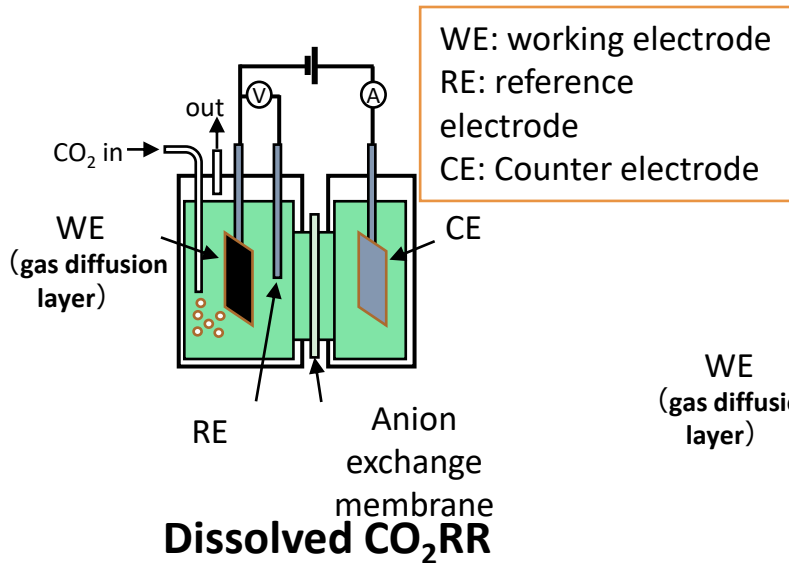 WE: working electrode
RE: reference
electrode
CE: Counter electrode
V
A
out
CO₂ in
WE
（gas diffusion
layer）
CE
RE
Anion
exchange
membrane
WE
（gas diffusi
layer）
Dissolved CO₂RR